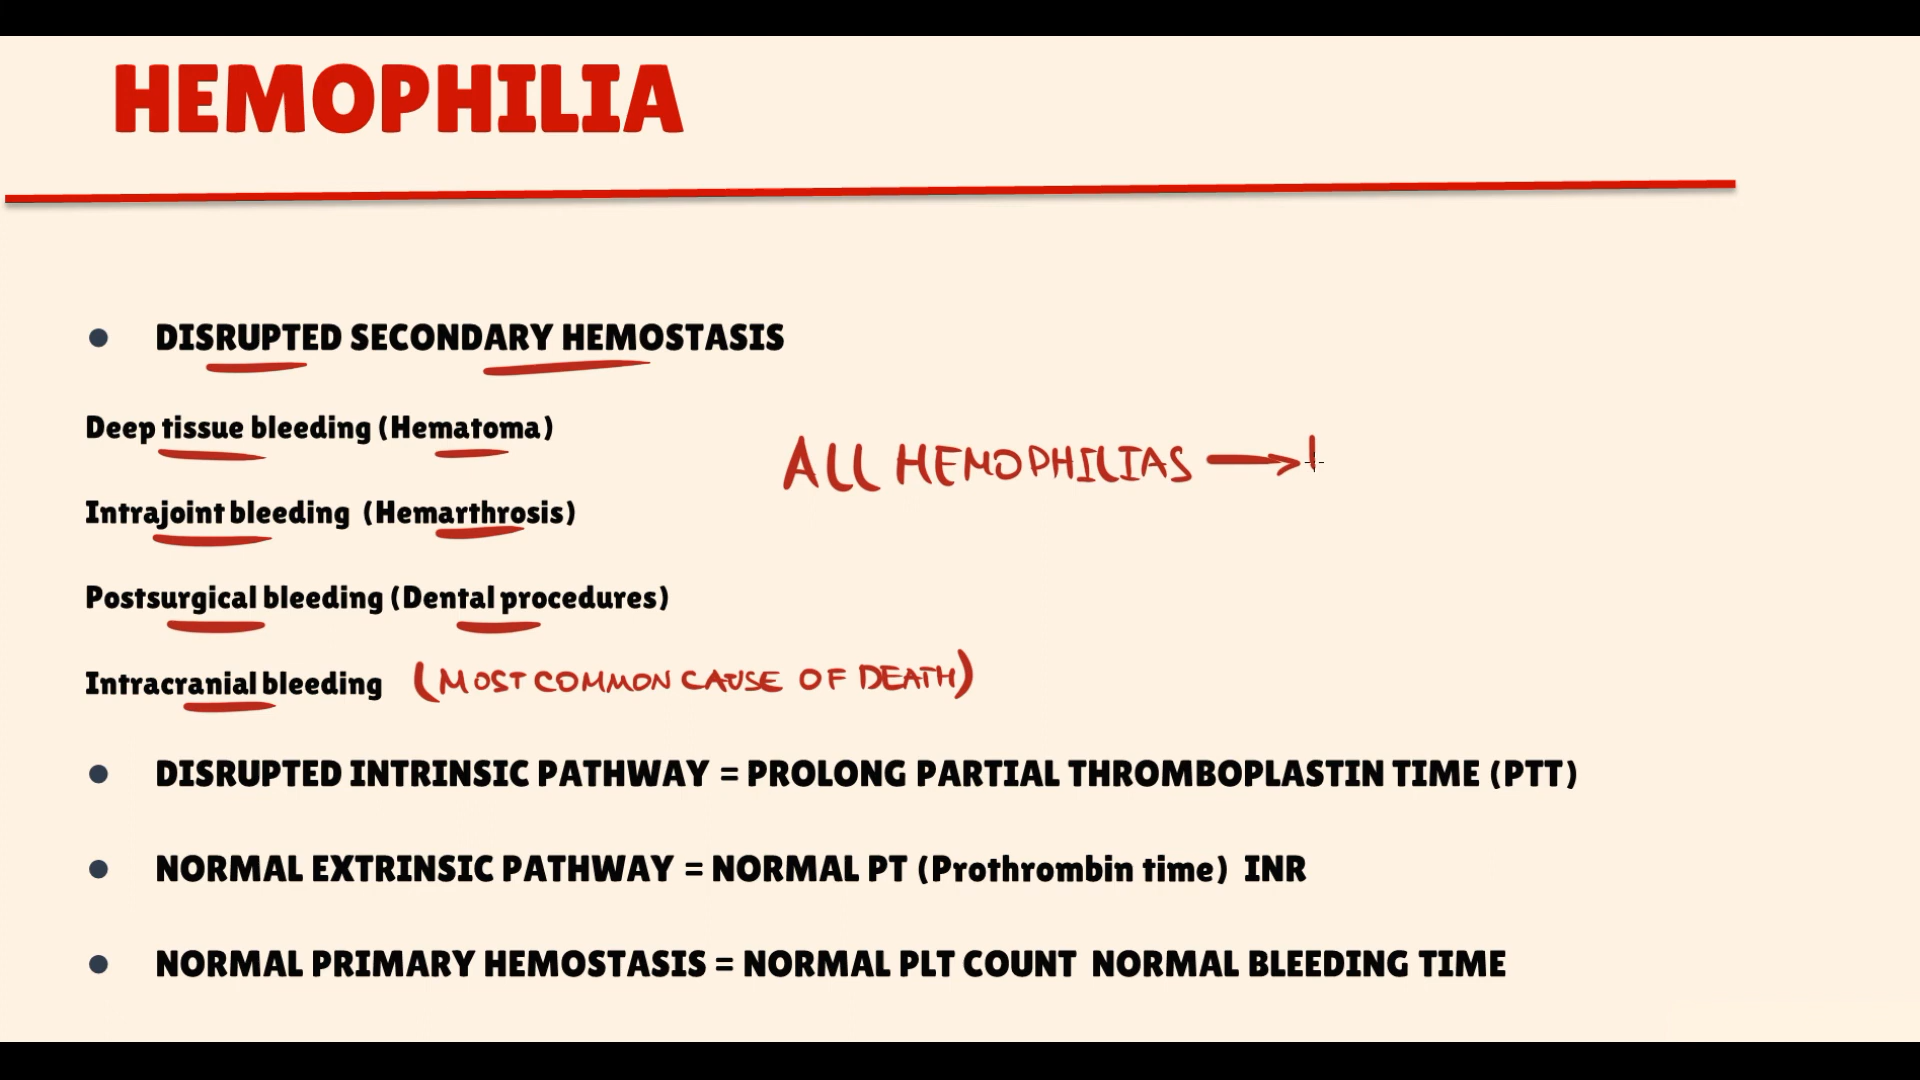 HEMOPHILIA
DISRUPTED SECONDARY HEMOSTASIS
Deep tissue bleeding (Hematoma)
ALL HEMOPHILIAS →
Intrajoint bleeding (Hemarthrosis)
Postsurgical bleeding (Dental procedures)
Intracranial bleeding (MOST COMMON CAUSE OF DEATH)
DISRUPTED INTRINSIC PATHWAY = PROLONG PARTIAL THROMBOPLASTIN TIME (PTT)
NORMAL EXTRINSIC PATHWAY = NORMAL PT (Prothrombin time) INR
NORMAL PRIMARY HEMOSTASIS = NORMAL PLT COUNT NORMAL BLEEDING TIME